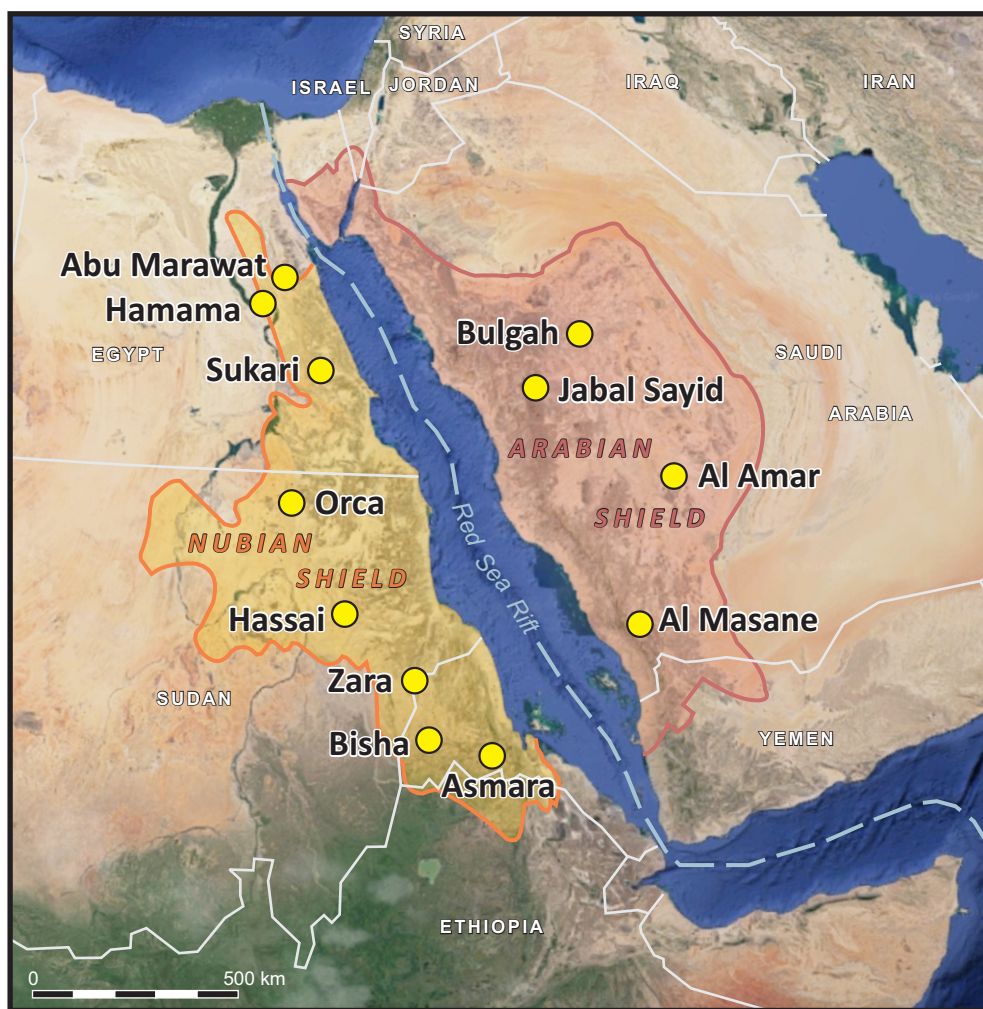 SYRIA
ISRAEL
JORDAN
IRAQ
IRAN
Abu Marawat
Hamama
EGYPT
Sukari
Bulgah
Jabal Sayid
SAUDI
ARABIA
ARABIAN
SHIELD
Al Amar
Orca
NUBIAN
SHIELD
Red Sea Rift
Hassai
Al Masane
Zara
SUDAN
Bisha
YEMEN
Asmara
ETHIOPIA
0
500 km